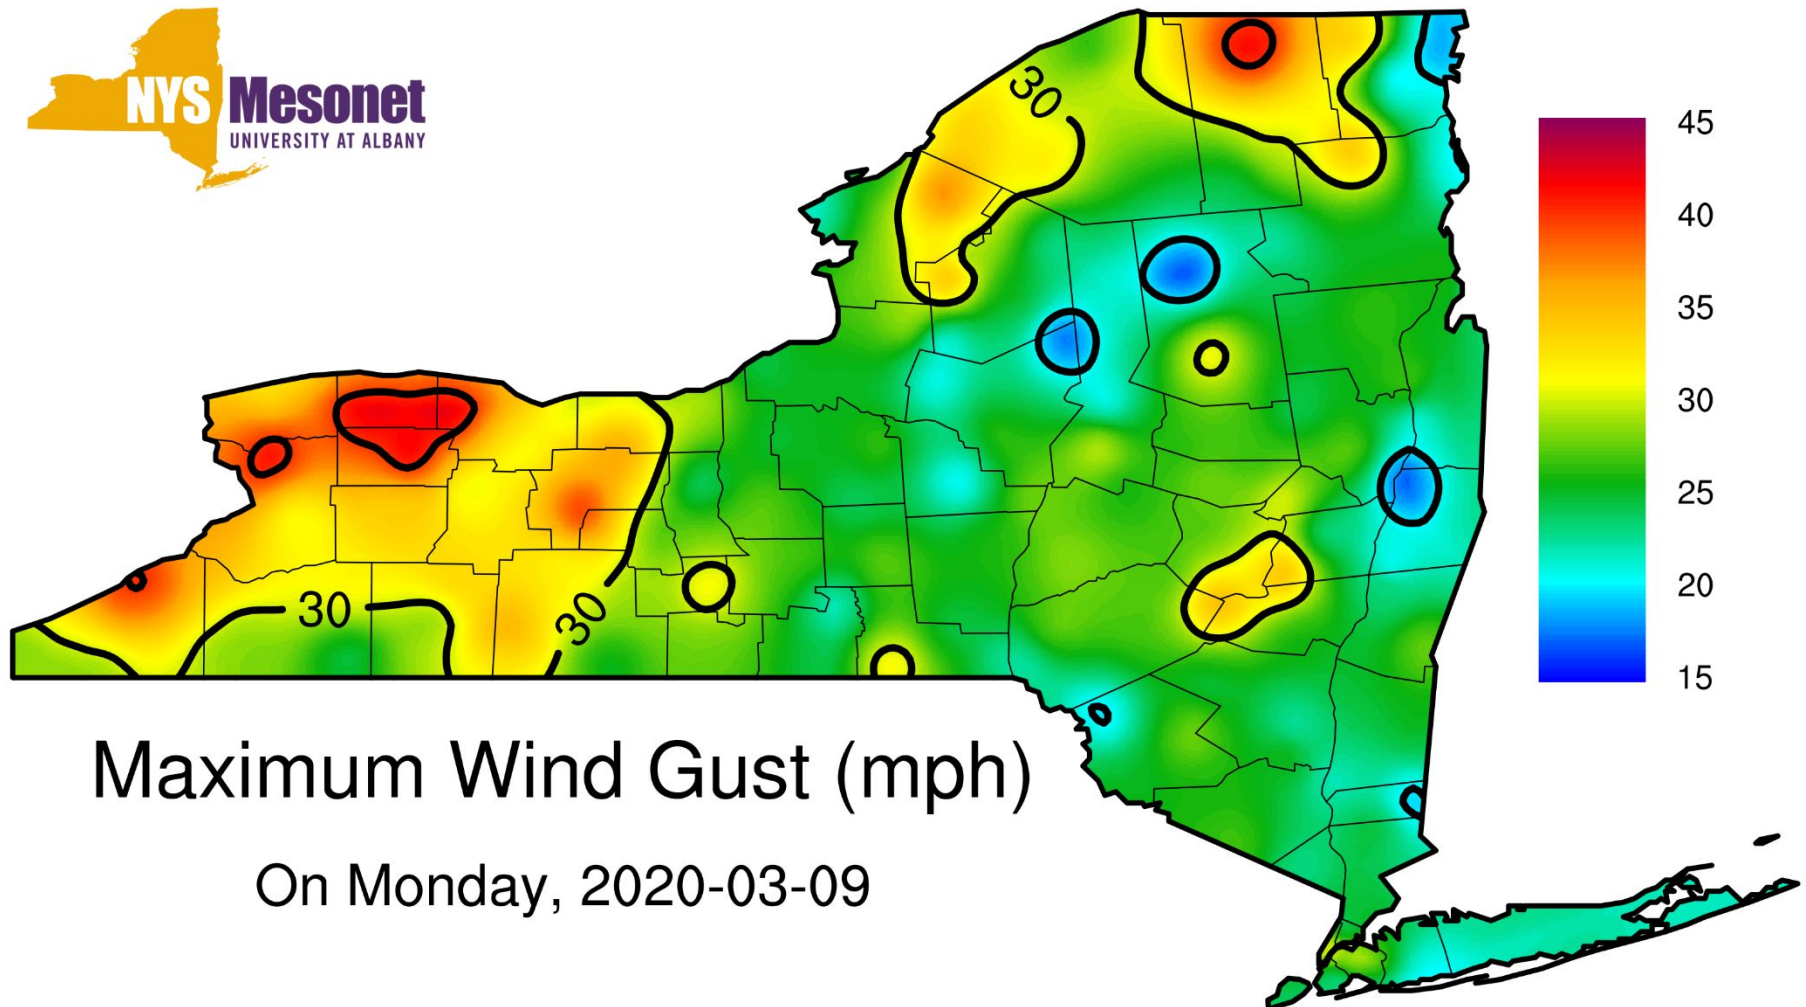 NYS Mesonet
UNIVERSITY AT ALBANY
30
45
40
35
30
25
20
15
30
30
Maximum Wind Gust (mph)
On Monday, 2020-03-09